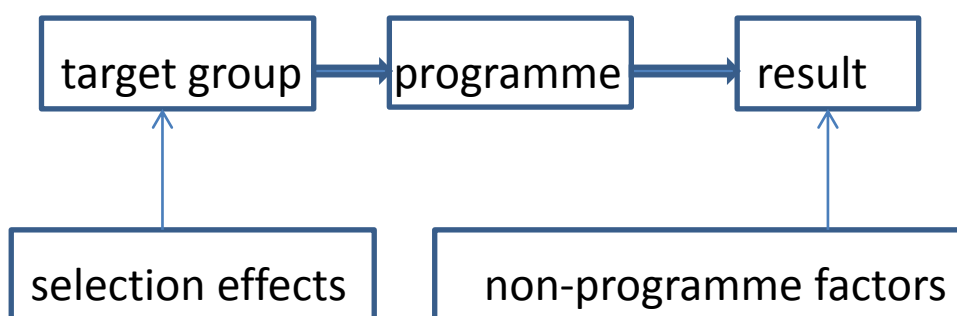 target group
programme
result
selection effects
non-programme factors